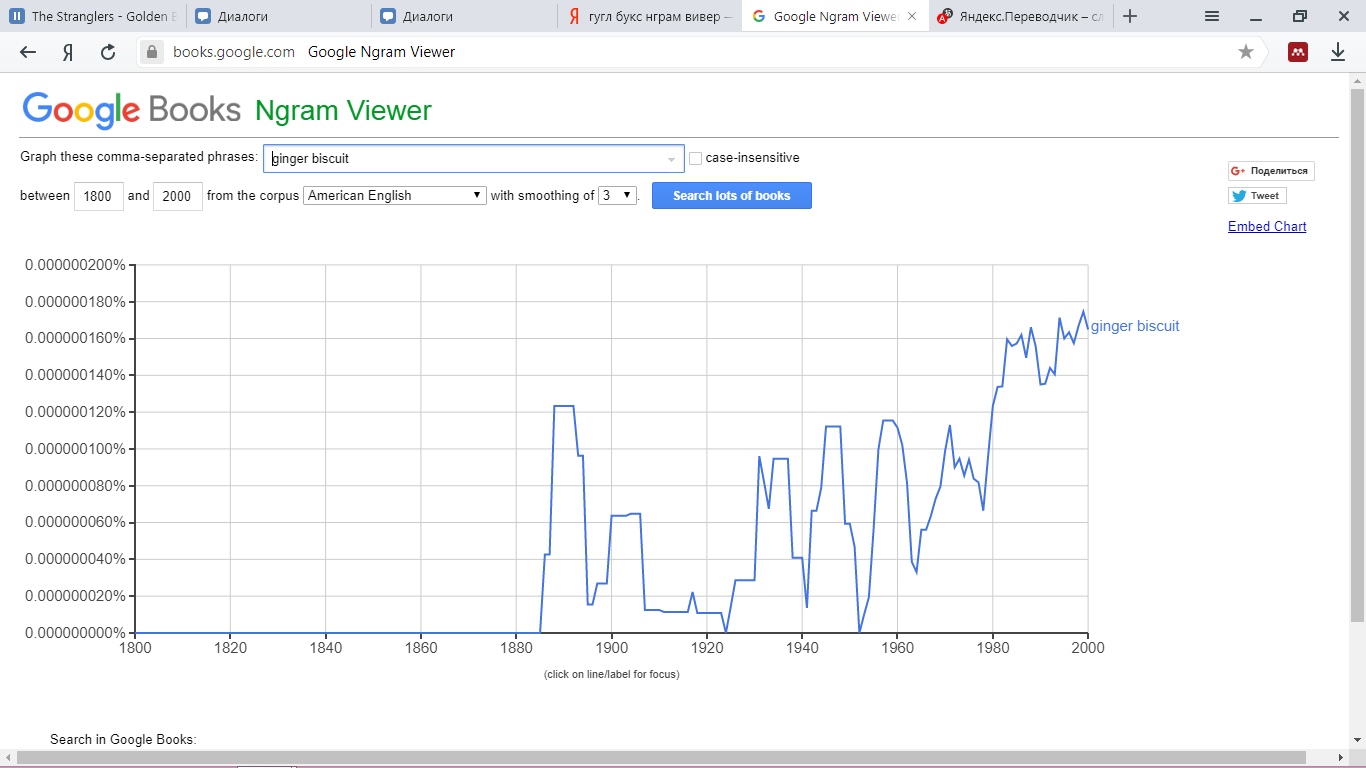 The Stranglers - Golden B
Диалоги
Диалоги
гугл букс нграм вивер —
Google Ngram Viewer
Яндекс.Переводчик – сл
books.google.com Google Ngram Viewer
Google Books Ngram Viewer
Graph these comma-separated phrases: ginger biscuit case-insensitive
between 1800 and 2000 from the corpus American English with smoothing of 3 . Search lots of books
G+ Поделиться
Tweet
Embed Chart
0.000000200%
0.000000180%
0.000000160%
0.000000140%
0.000000120%
0.000000100%
0.000000080%
0.000000060%
0.000000040%
0.000000020%
0.000000000%
ginger biscuit
1800 1820 1840 1860 1880 1900 1920 1940 1960 1980 2000
(click on line/label for focus)
Search in Google Books: